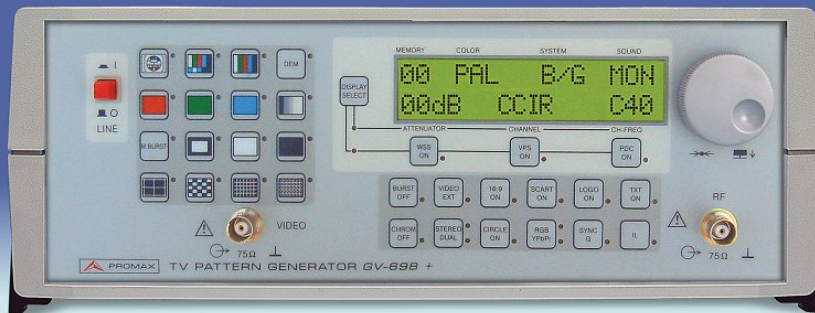 MEMORY COLOR SYSTEM SOUND
00 PAL B/G MON
00dB CCIR C40
ATTENUATOR CHANNEL CH-FREQ
DISPLAY SELECT
WSS ON
VPS ON
PDC ON
I
O
LINE
DEM
M.BURST
BURST OFF
VIDEO EXT
16:9 ON
SCART ON
LOGO ON
TXT ON
CHROM OFF
STEREO DUAL
CIRCLE ON
RGB YPbPr
SYNC G
IL
VIDEO
75Ω
RF
75Ω
PROMAX TV PATTERN GENERATOR GV-698 +